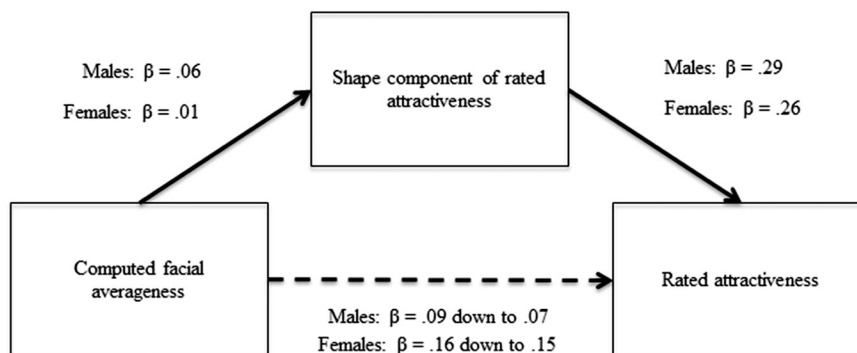 Males: β = .06
Females: β = .01
Shape component of rated
attractiveness
Males: β = .29
Females: β = .26
Computed facial
averageness
Rated attractiveness
Males: β = .09 down to .07
Females: β = .16 down to .15